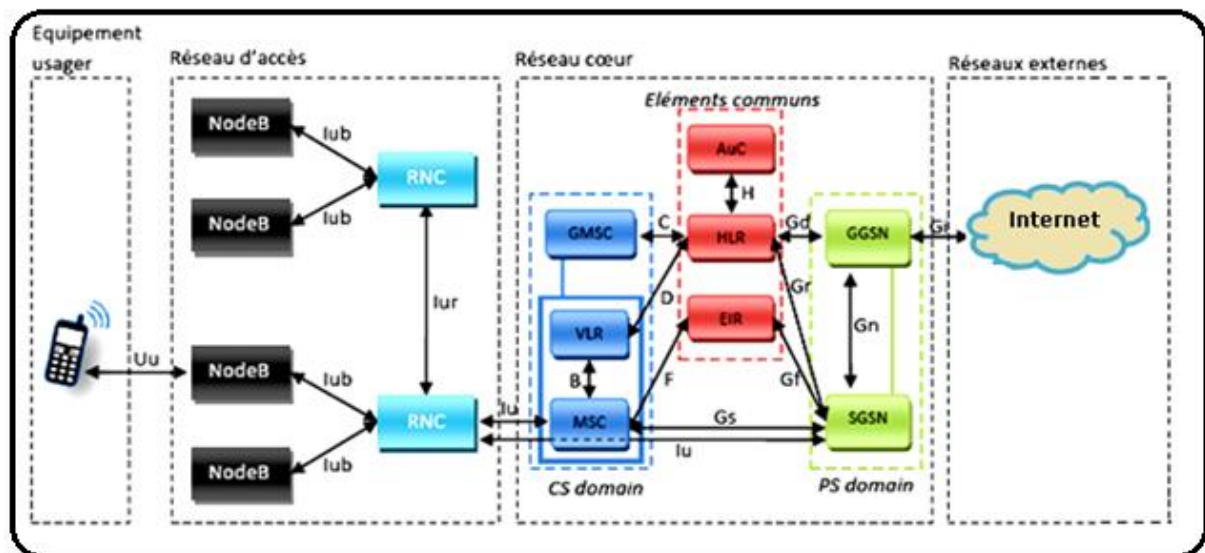 Equipement
usager
Réseau d'accès
Réseau cœur
Réseaux externes
Eléments communs
NodeB
Iub
RNC
AuC
H
NodeB
Iub
GMSC
C
HLR
Gd
GGSN
Gi
Internet
Iur
D
Gr
VLR
EIR
Gn
Uu
NodeB
Iub
B
F
Gf
RNC
Iu
MSC
Gs
SGSN
Iu
NodeB
Iub
CS domain
PS domain